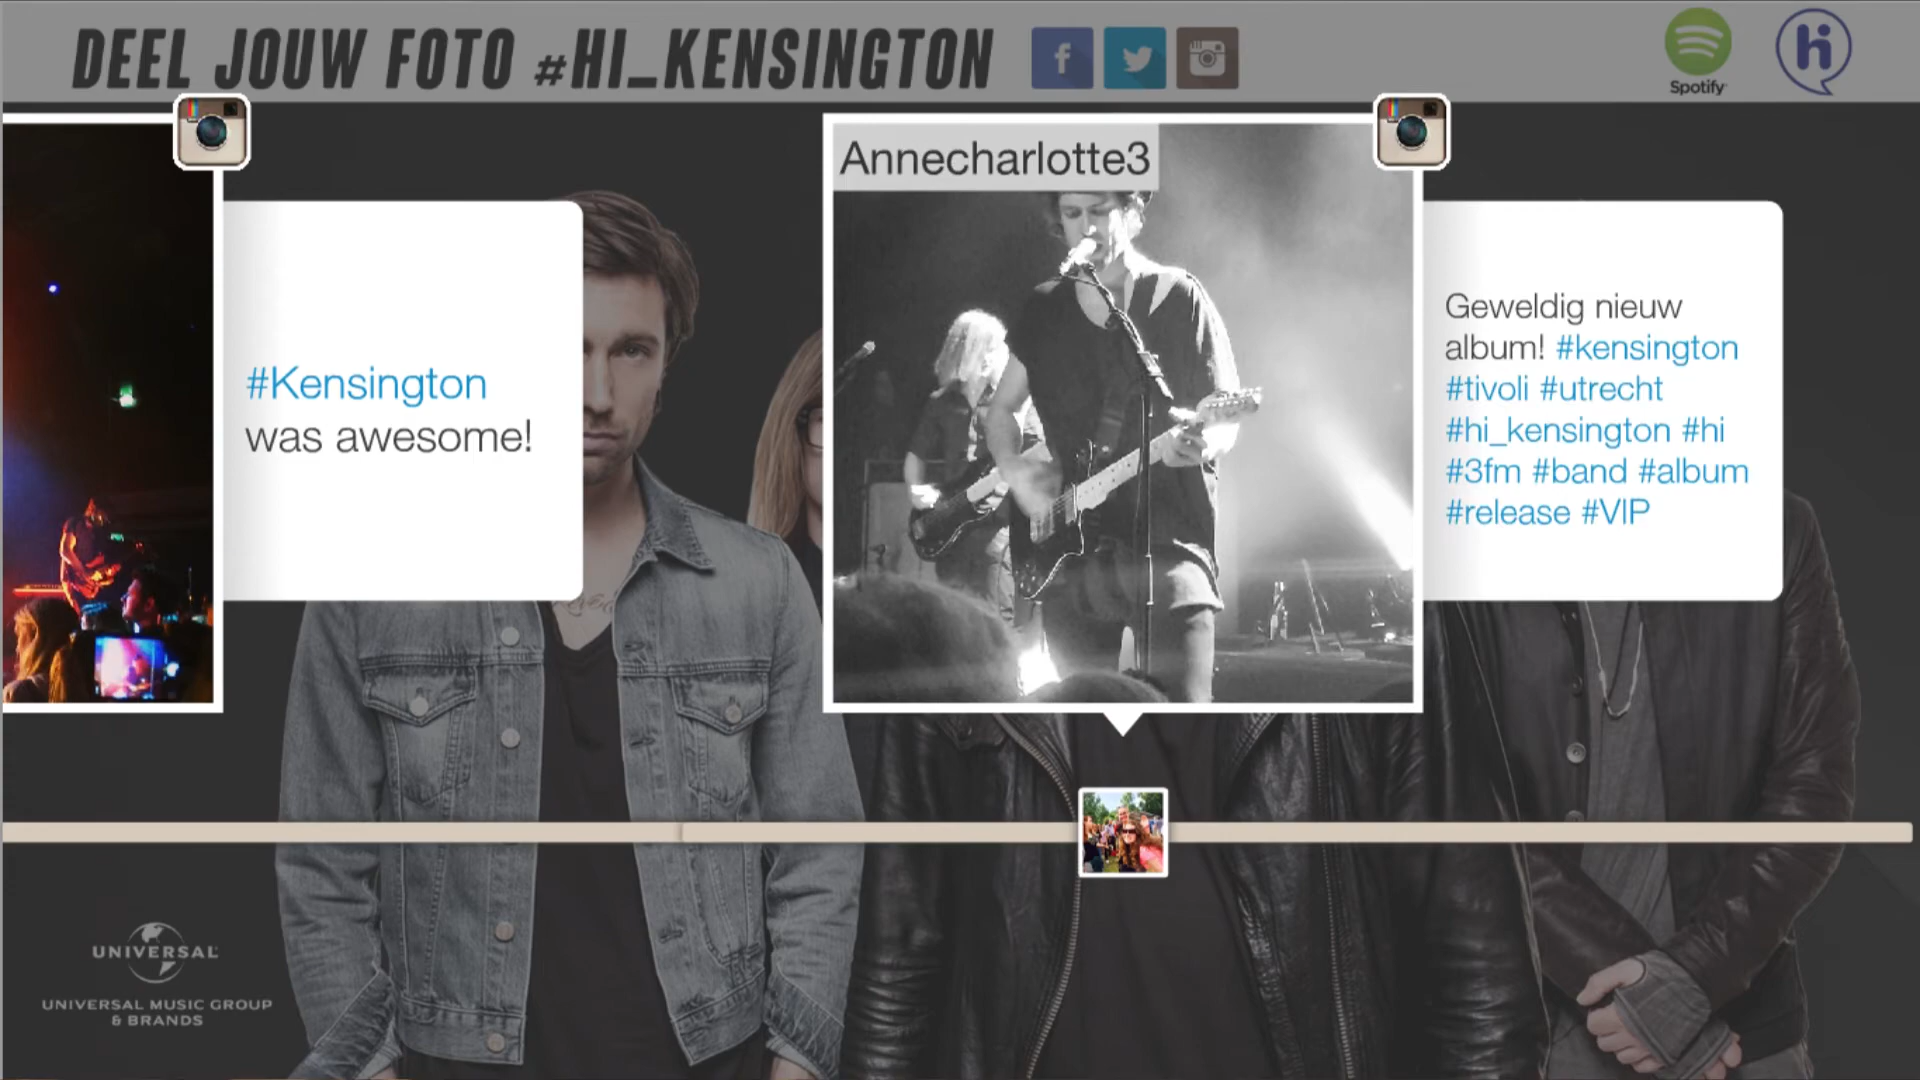 DEEL JOUW FOTO #HI_KENSINGTON
Spotify
hi
Annecharlotte3
#Kensington
was awesome!
Geweldig nieuw
album! #kensington
#tivoli #utrecht
#hi_kensington #hi
#3fm #band #album
#release #VIP
UNIVERSAL
UNIVERSAL MUSIC GROUP
& BRANDS